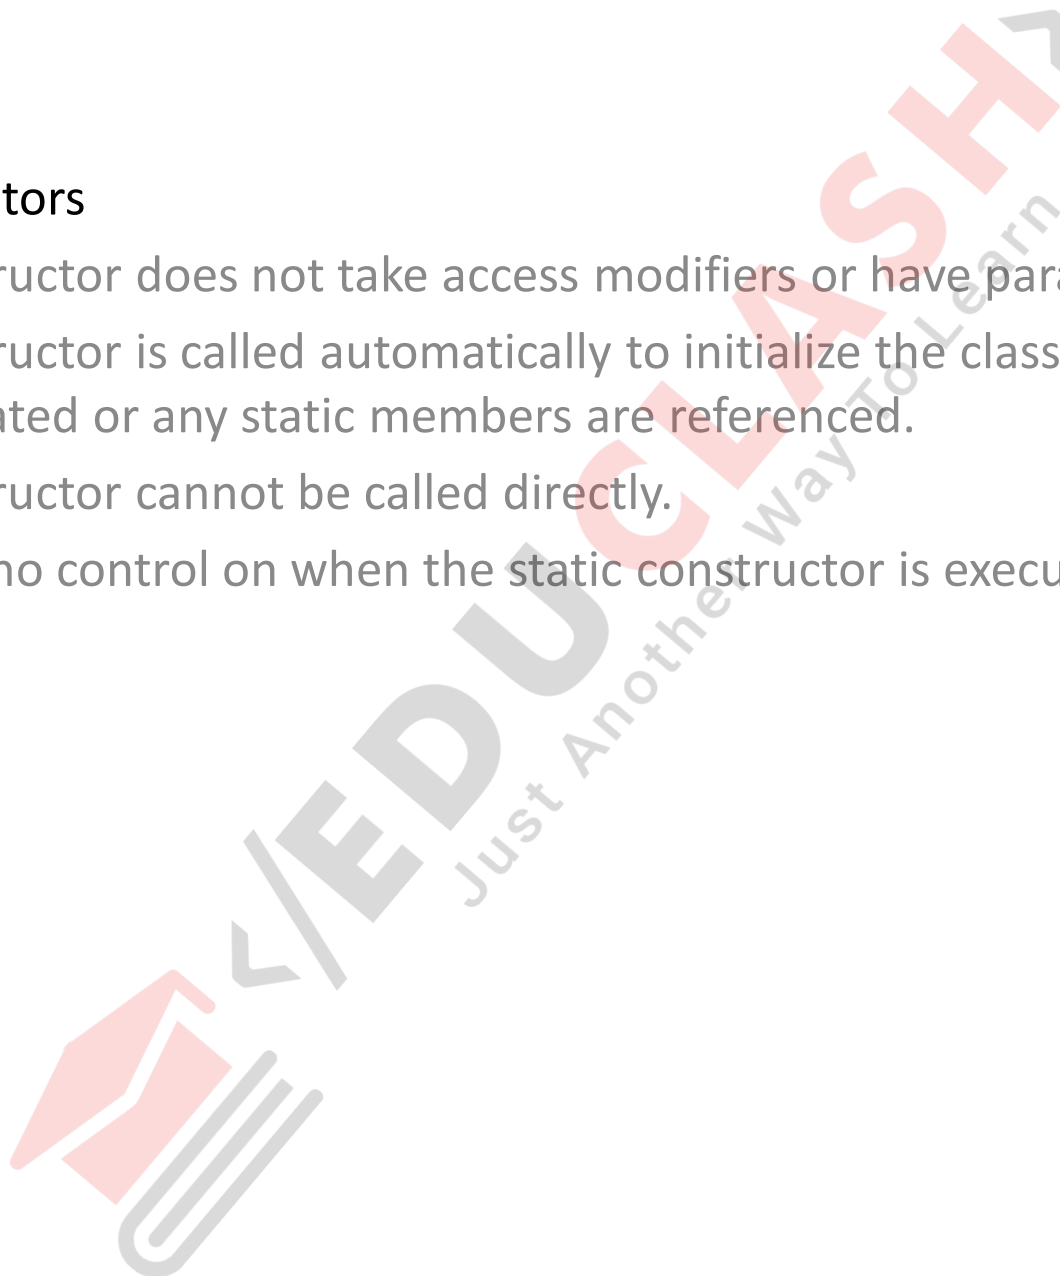 tors
ructor does not take access modifiers or have para
ructor is called automatically to initialize the class
ated or any static members are referenced.
ructor cannot be called directly.
no control on when the static constructor is execu
</EDUCLASH
Just Another Way To Learn